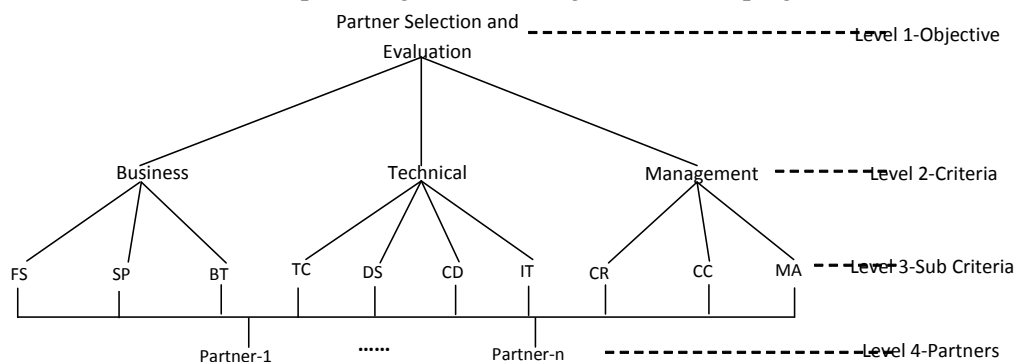 Partner Selection and
Evaluation
Level 1-Objective
Business
Technical
Management
Level 2-Criteria
FS
SP
BT
TC
DS
CD
IT
CR
CC
MA
Level 3-Sub Criteria
Partner-1
......
Partner-n
Level 4-Partners